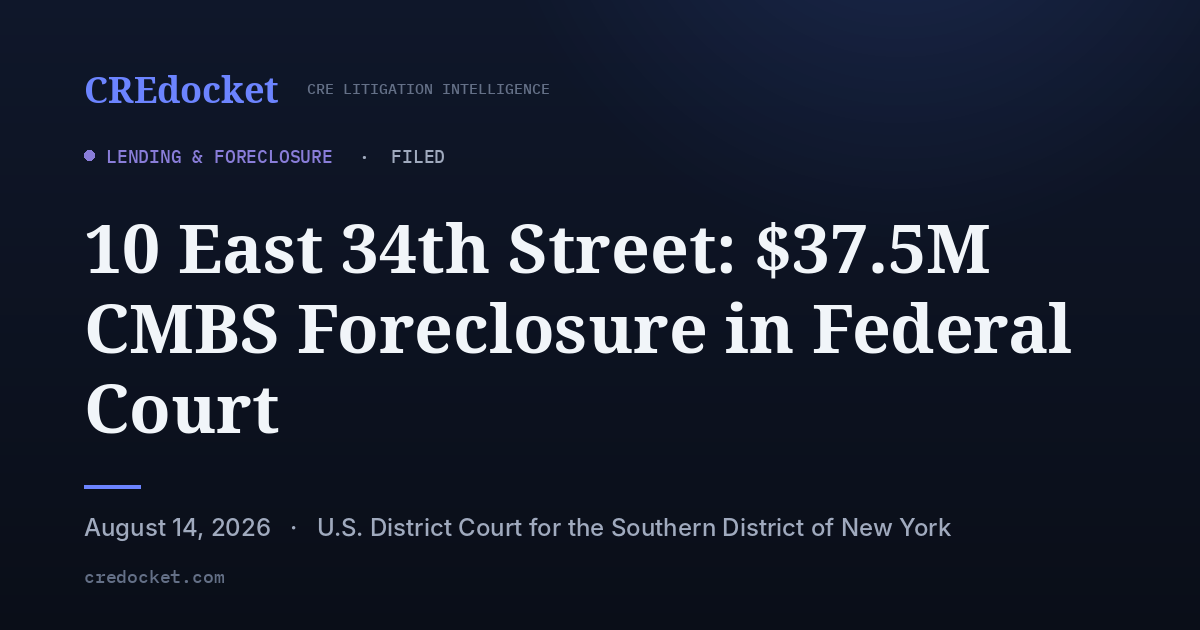 CREdocket CRE LITIGATION INTELLIGENCE
LENDING & FORECLOSURE · FILED
10 East 34th Street: $37.5M
CMBS Foreclosure in Federal
Court
August 14, 2026 · U.S. District Court for the Southern District of New York
credocket.com